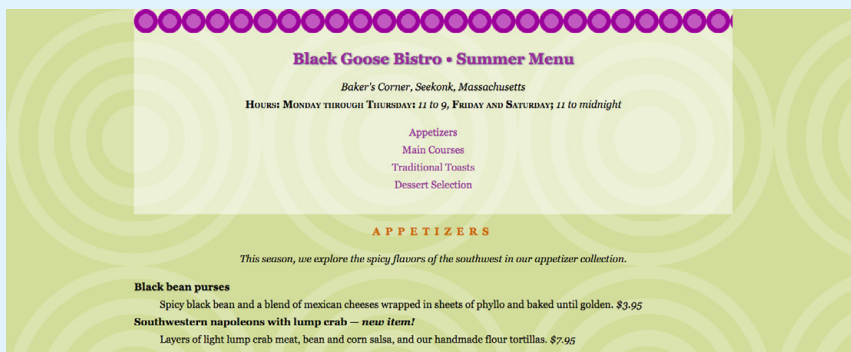 Black Goose Bistro • Summer Menu
Baker's Corner, Seekonk, Massachusetts
Hours: Monday through Thursday: 11 to 9, Friday and Saturday; 11 to midnight
Appetizers
Main Courses
Traditional Toasts
Dessert Selection
APPETIZERS
This season, we explore the spicy flavors of the southwest in our appetizer collection.
Black bean purses
Spicy black bean and a blend of mexican cheeses wrapped in sheets of phyllo and baked until golden. $3.95
Southwestern napoleons with lump crab — new item!
Layers of light lump crab meat, bean and corn salsa, and our handmade flour tortillas. $7.95